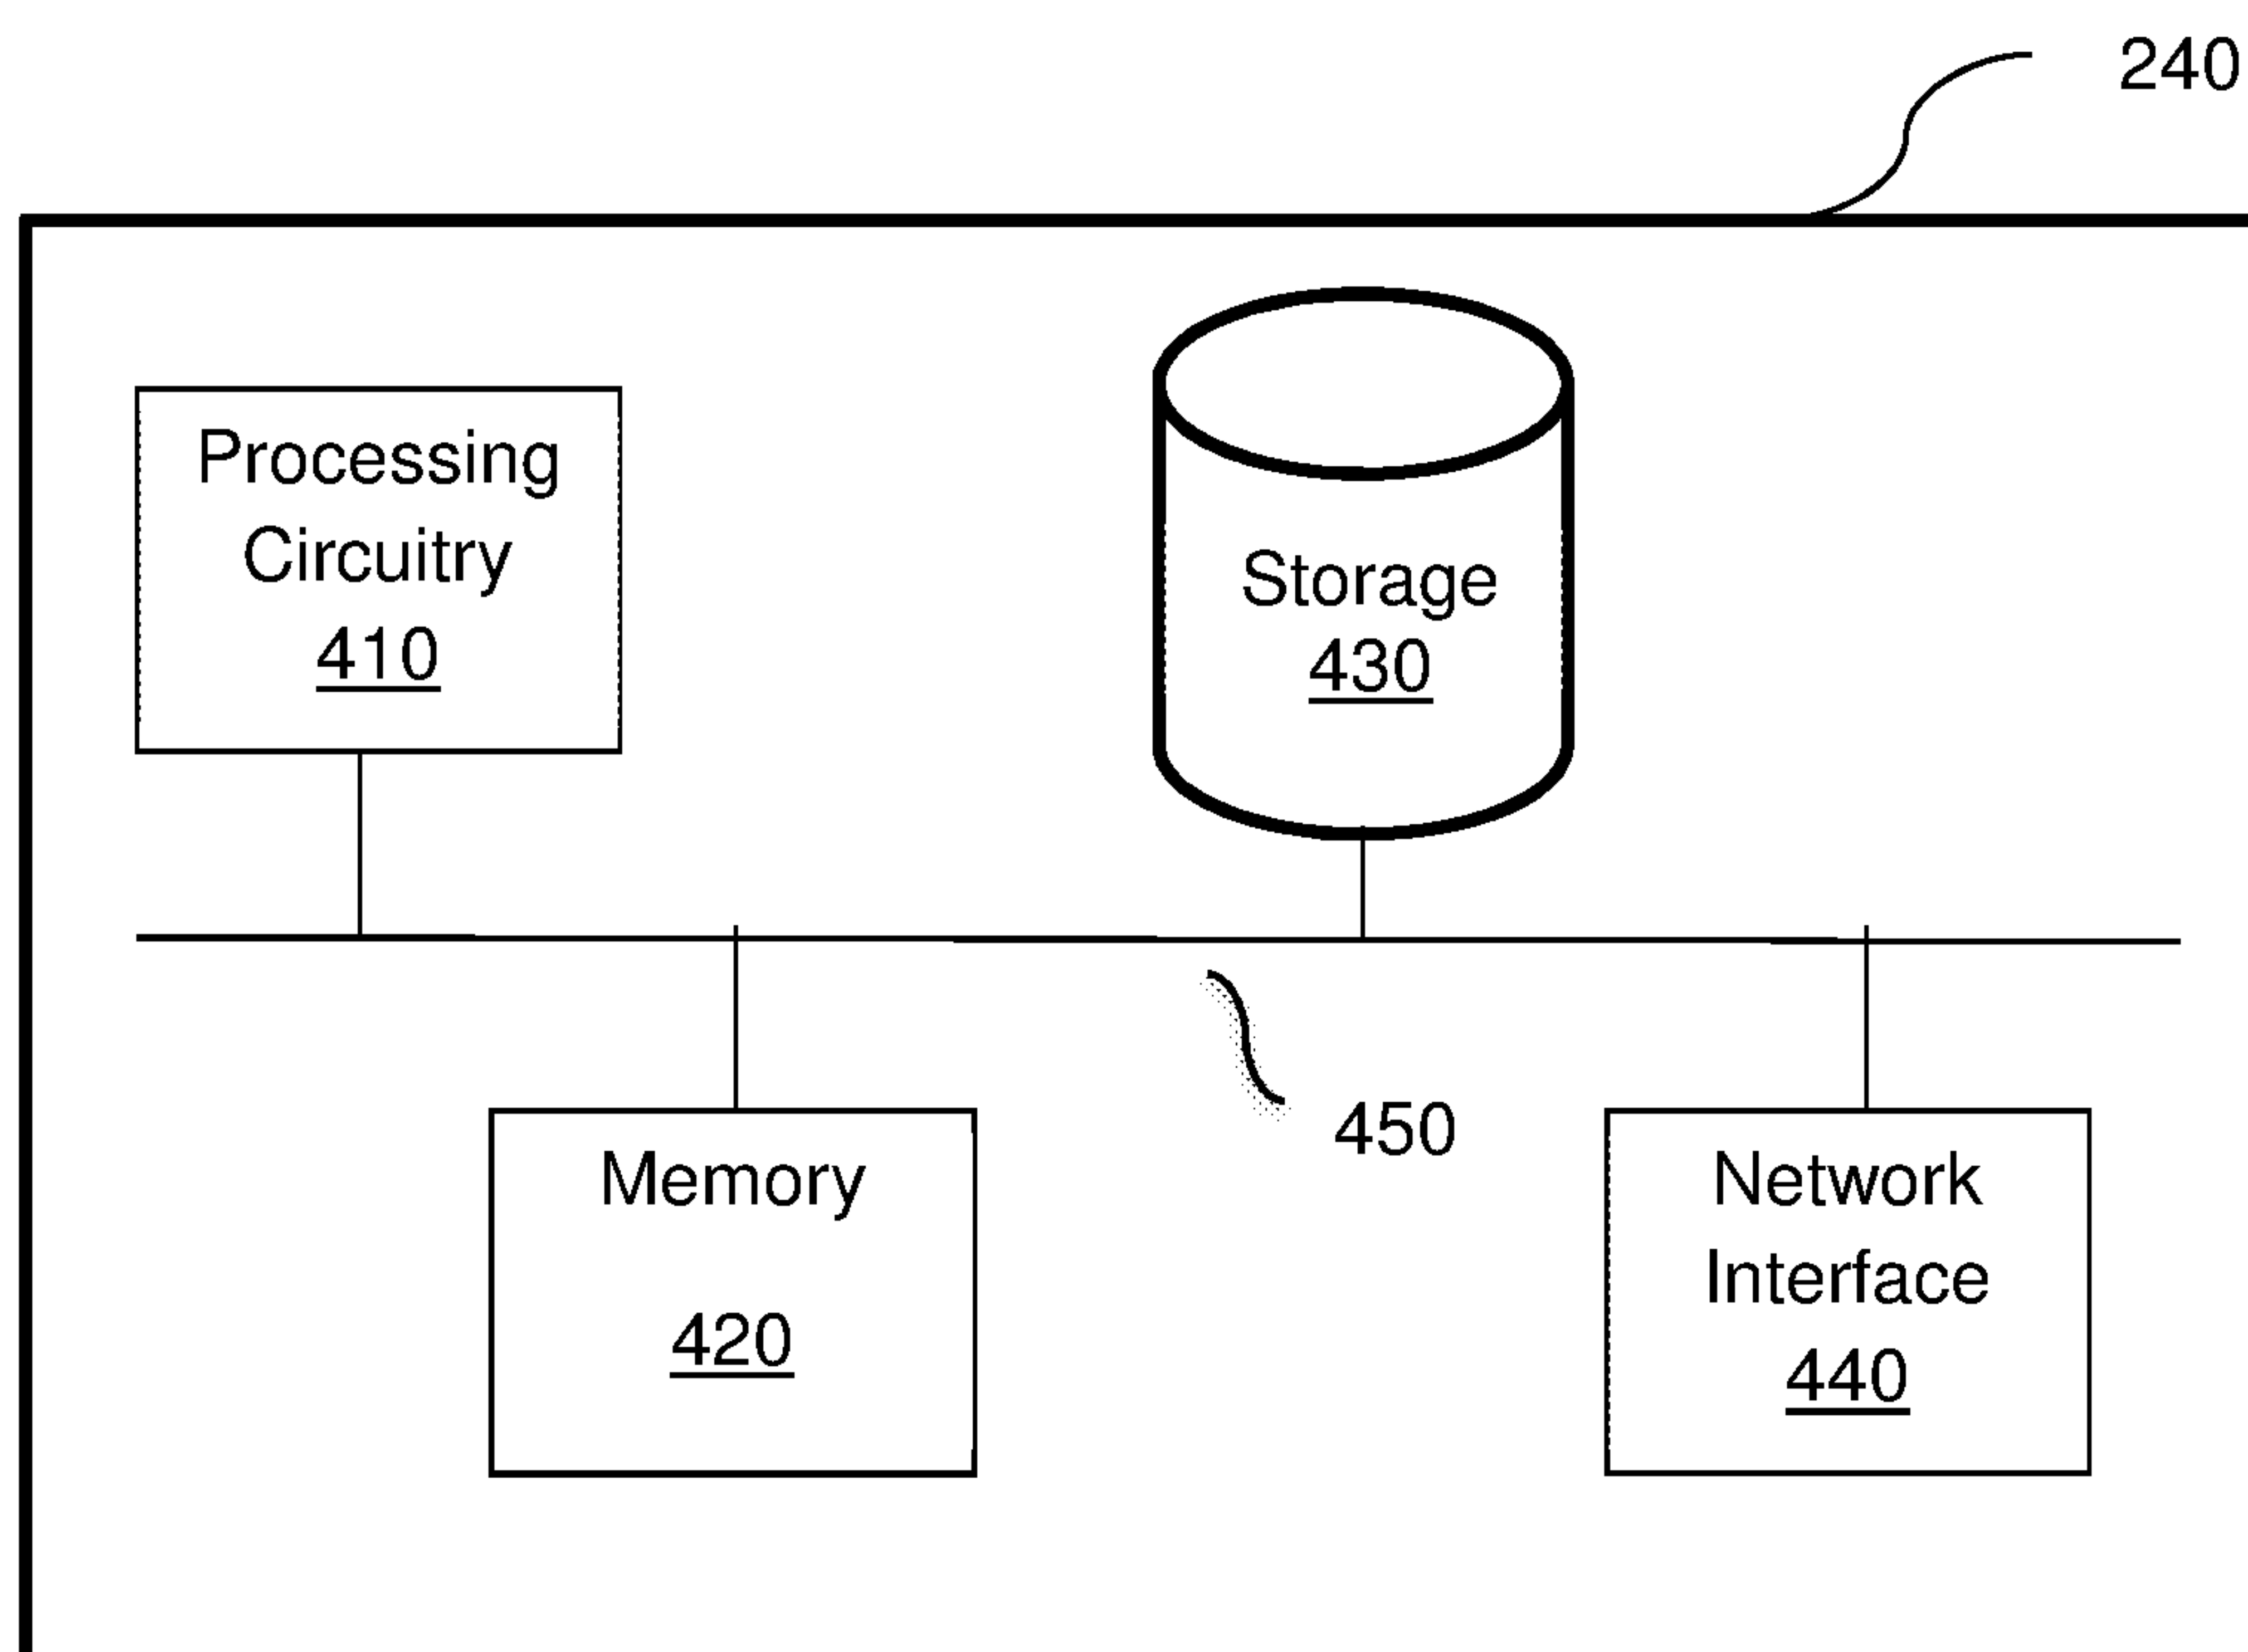 240
Processing
Circuitry
410
Storage
430
450
Memory
420
Network
Interface
440